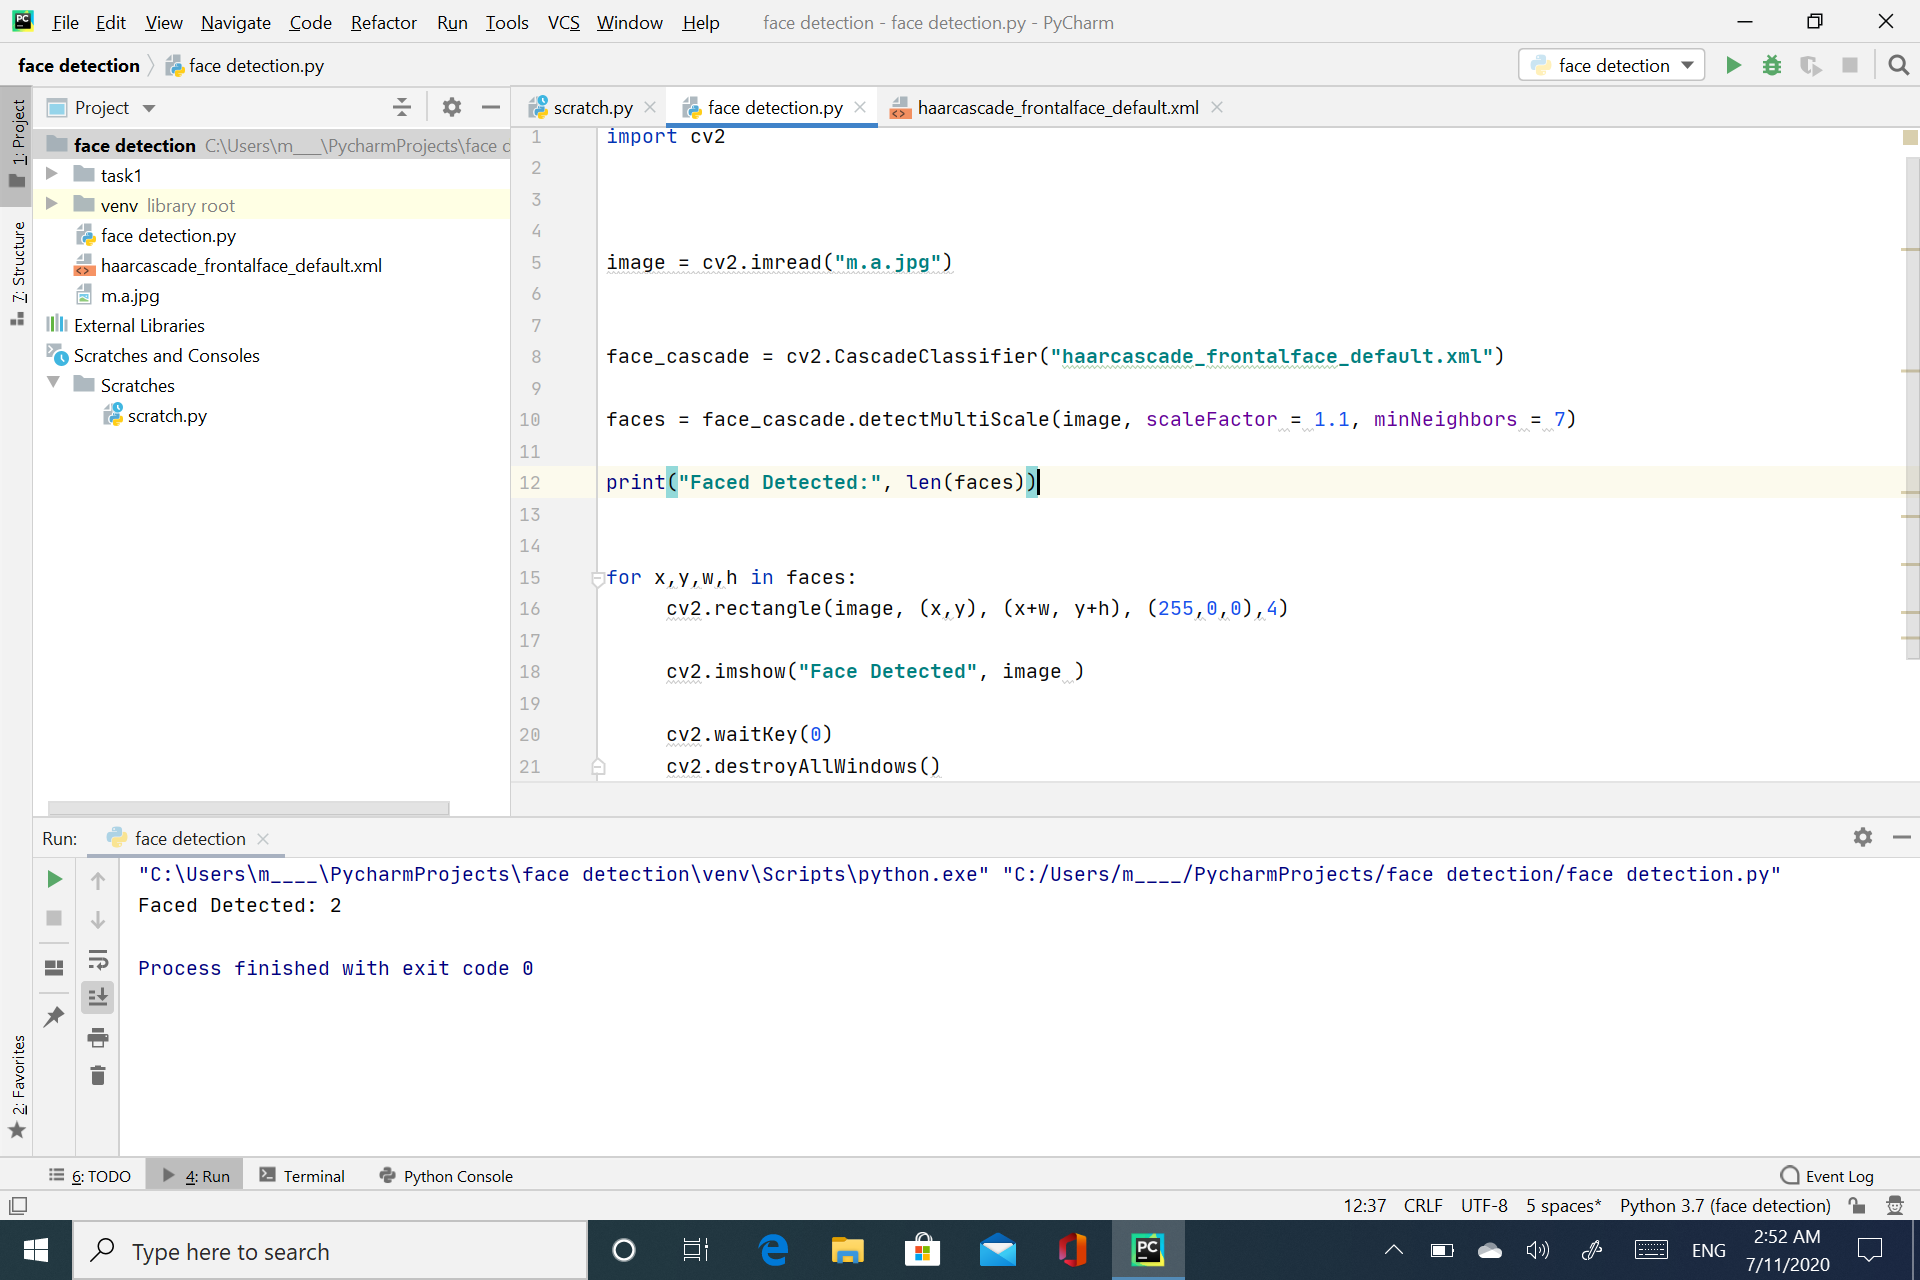 File Edit View Navigate Code Refactor Run Tools VCS Window Help face detection - face detection.py - PyCharm
face detection face detection.py face detection
1: Project
7: Structure
2: Favorites
Project
face detection C:\Users\m___\PycharmProjects\face d
task1
venv library root
face detection.py
haarcascade_frontalface_default.xml
m.a.jpg
External Libraries
Scratches and Consoles
Scratches
scratch.py
scratch.py face detection.py haarcascade_frontalface_default.xml
1 import cv2
2
3
4
5 image = cv2.imread("m.a.jpg")
6
7
8 face_cascade = cv2.CascadeClassifier("haarcascade_frontalface_default.xml")
9
10 faces = face_cascade.detectMultiScale(image, scaleFactor = 1.1, minNeighbors = 7)
11
12 print("Faced Detected:", len(faces))
13
14
15 for x,y,w,h in faces:
16 cv2.rectangle(image, (x,y), (x+w, y+h), (255,0,0),4)
17
18 cv2.imshow("Face Detected", image )
19
20 cv2.waitKey(0)
21 cv2.destroyAllWindows()
Run: face detection
"C:\Users\m____\PycharmProjects\face detection\venv\Scripts\python.exe" "C:/Users/m____/PycharmProjects/face detection/face detection.py"
Faced Detected: 2
Process finished with exit code 0
6: TODO 4: Run Terminal Python Console Event Log
12:37 CRLF UTF-8 5 spaces* Python 3.7 (face detection)
Type here to search PC ENG 2:52 AM
7/11/2020